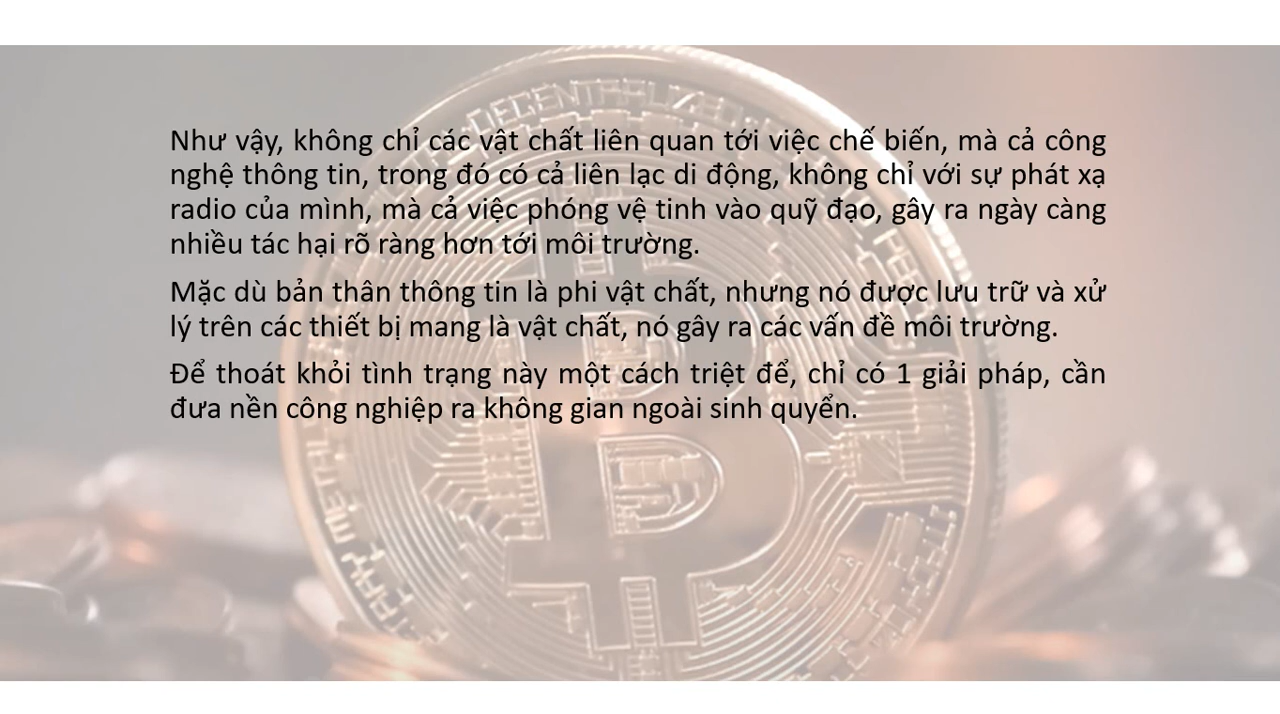 Như vậy, không chỉ các vật chất liên quan tới việc chế biến, mà cả công
nghệ thông tin, trong đó có cả liên lạc di động, không chỉ với sự phát xạ
radio của mình, mà cả việc phóng vệ tinh vào quỹ đạo, gây ra ngày càng
nhiều tác hại rõ ràng hơn tới môi trường.
Mặc dù bản thân thông tin là phi vật chất, nhưng nó được lưu trữ và xử
lý trên các thiết bị mang là vật chất, nó gây ra các vấn đề môi trường.
Để thoát khỏi tình trạng này một cách triệt để, chỉ có 1 giải pháp, cần
đưa nền công nghiệp ra không gian ngoài sinh quyển.